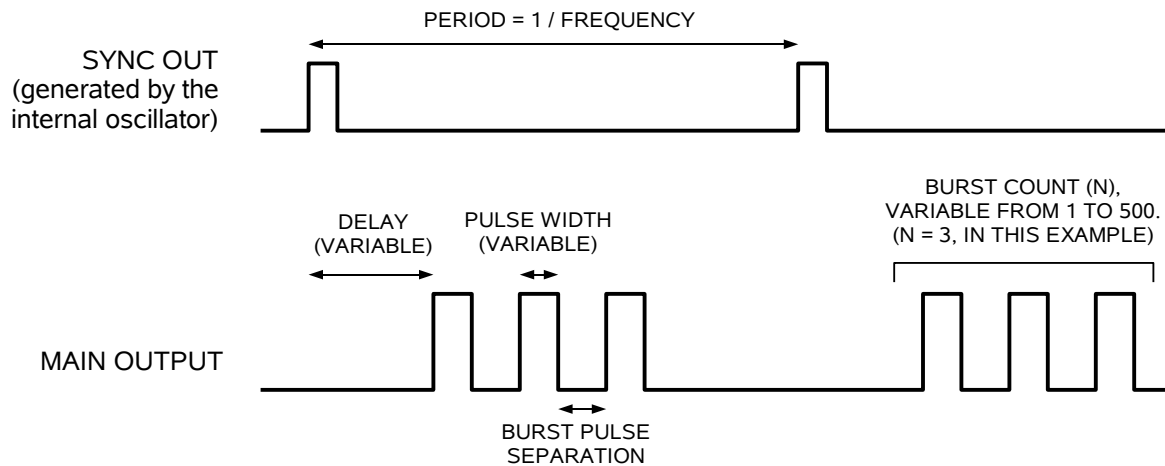 PERIOD = 1 / FREQUENCY
SYNC OUT
(generated by the
internal oscillator)
BURST COUNT (N),
VARIABLE FROM 1 TO 500.
(N = 3, IN THIS EXAMPLE)
DELAY
(VARIABLE)
PULSE WIDTH
(VARIABLE)
MAIN OUTPUT
BURST PULSE
SEPARATION